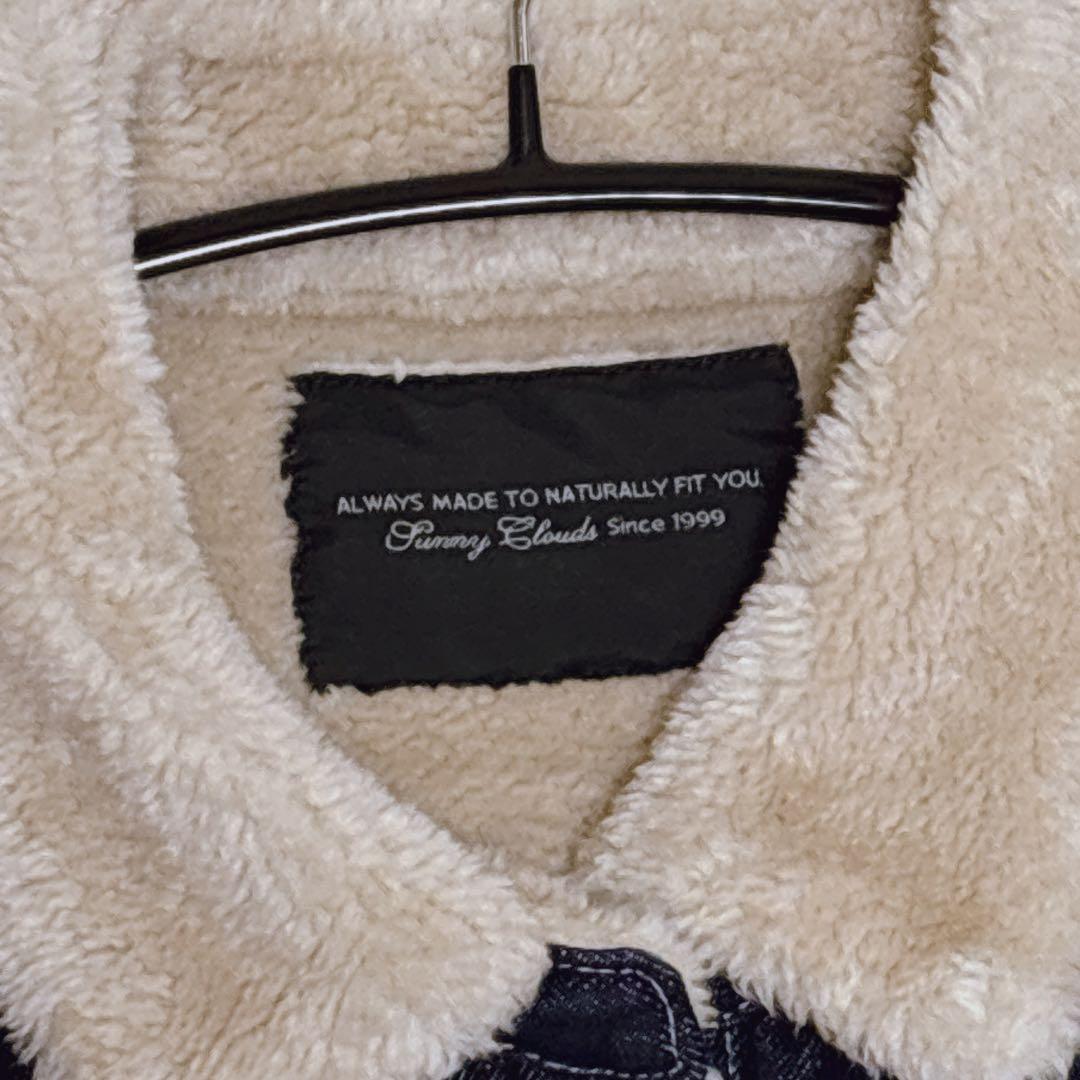 ALWAYS MADE TO NATURALLY FIT YOU.
Sunny Clouds Since 1999